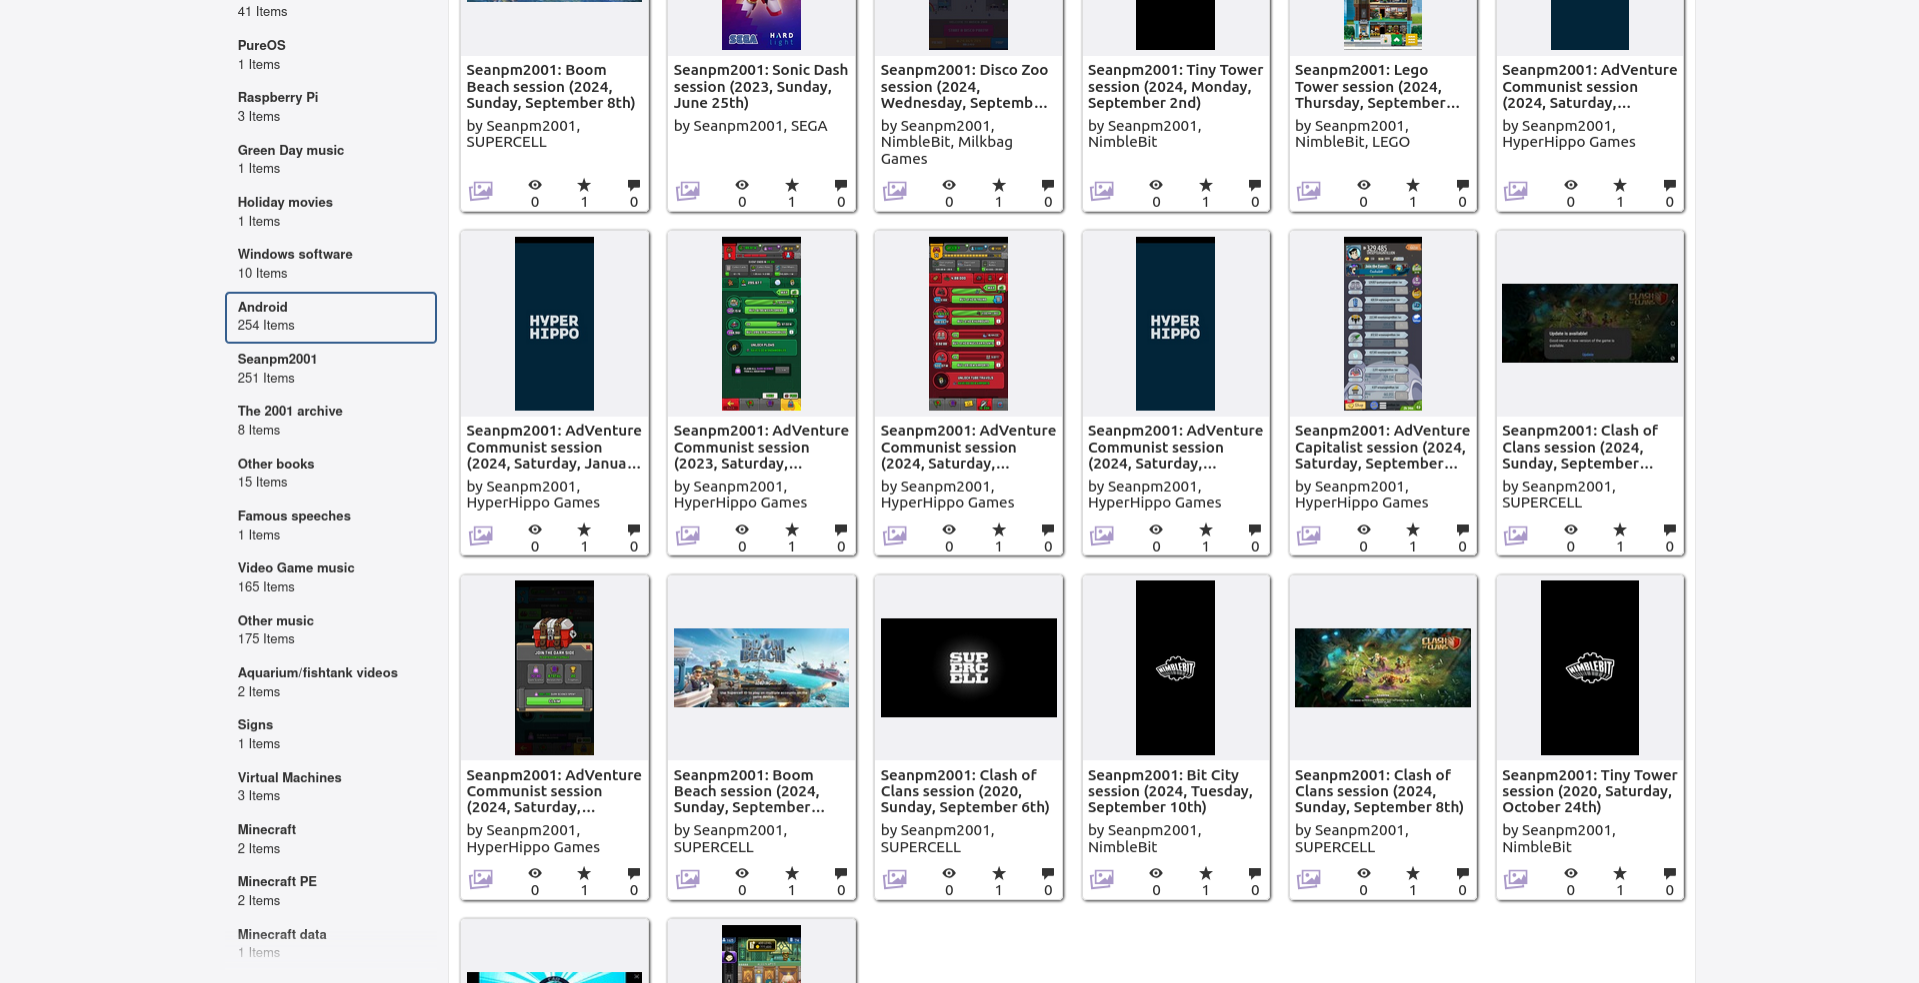 41 Items
PureOS
1 Items
Raspberry Pi
3 Items
Green Day music
1 Items
Holiday movies
1 Items
Windows software
10 Items
Android
254 Items
Seanpm2001
251 Items
The 2001 archive
8 Items
Other books
15 Items
Famous speeches
1 Items
Video Game music
165 Items
Other music
175 Items
Aquarium/fishtank videos
2 Items
Signs
1 Items
Virtual Machines
3 Items
Minecraft
2 Items
Minecraft PE
2 Items
Minecraft data
1 Items
SEGA
HARD
light
Seanpm2001: Boom
Beach session (2024,
Sunday, September 8th)
by Seanpm2001,
SUPERCELL
0 1 0
Seanpm2001: Sonic Dash
session (2023, Sunday,
June 25th)
by Seanpm2001, SEGA
0 1 0
Seanpm2001: Disco Zoo
session (2024,
Wednesday, Septemb...
by Seanpm2001,
NimbleBit, Milkbag
Games
0 1 0
Seanpm2001: Tiny Tower
session (2024, Monday,
September 2nd)
by Seanpm2001,
NimbleBit
0 1 0
Seanpm2001: Lego
Tower session (2024,
Thursday, September...
by Seanpm2001,
NimbleBit, LEGO
0 1 0
Seanpm2001: AdVenture
Communist session
(2024, Saturday,...
by Seanpm2001,
HyperHippo Games
0 1 0
HYPER
HIPPO
Seanpm2001: AdVenture
Communist session
(2024, Saturday, Janua...
by Seanpm2001,
HyperHippo Games
0 1 0
Seanpm2001: AdVenture
Communist session
(2023, Saturday,...
by Seanpm2001,
HyperHippo Games
0 1 0
Seanpm2001: AdVenture
Communist session
(2024, Saturday,...
by Seanpm2001,
HyperHippo Games
0 1 0
HYPER
HIPPO
Seanpm2001: AdVenture
Communist session
(2024, Saturday,...
by Seanpm2001,
HyperHippo Games
0 1 0
329.485
Seanpm2001: AdVenture
Capitalist session (2024,
Saturday, September...
by Seanpm2001,
HyperHippo Games
0 1 0
CLASH
CLANS
Update is available!
Update
Seanpm2001: Clash of
Clans session (2024,
Sunday, September...
by Seanpm2001,
SUPERCELL
0 1 0
JOIN THE DARK SIDE
Seanpm2001: AdVenture
Communist session
(2024, Saturday,...
by Seanpm2001,
HyperHippo Games
0 1 0
BOOM
BEACH
Seanpm2001: Boom
Beach session (2024,
Sunday, September...
by Seanpm2001,
SUPERCELL
0 1 0
SUP
ERC
ELL
Seanpm2001: Clash of
Clans session (2020,
Sunday, September 6th)
by Seanpm2001,
SUPERCELL
0 1 0
NIMBLEBIT
Seanpm2001: Bit City
session (2024, Tuesday,
September 10th)
by Seanpm2001,
NimbleBit
0 1 0
CLASH
OF CLANS
Seanpm2001: Clash of
Clans session (2024,
Sunday, September 8th)
by Seanpm2001,
SUPERCELL
0 1 0
NIMBLEBIT
Seanpm2001: Tiny Tower
session (2020, Saturday,
October 24th)
by Seanpm2001,
NimbleBit
0 1 0